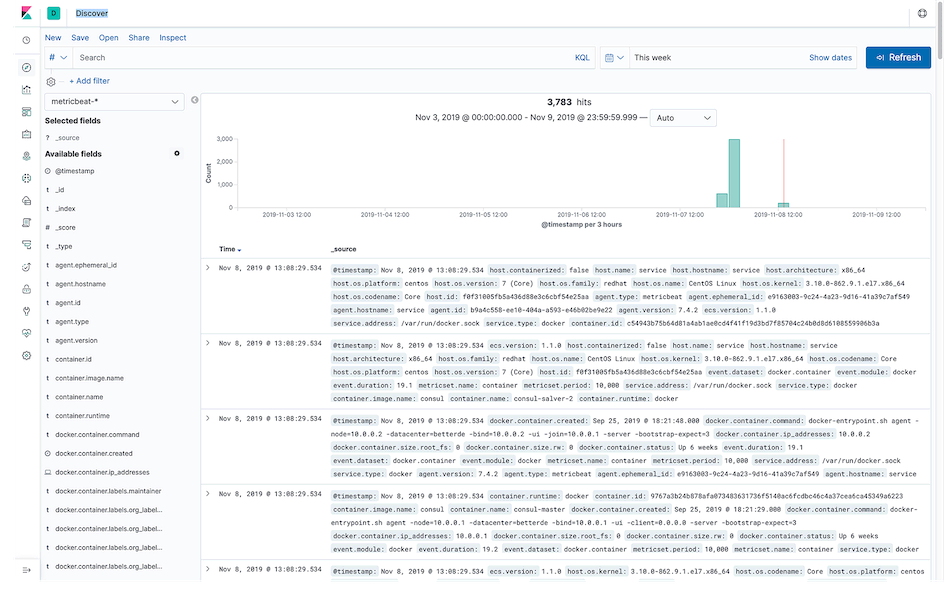 D Discover
New Save Open Share Inspect
# Search KQL This week Show dates Refresh
+ Add filter
metricbeat-*
Selected fields
? _source
Available fields
@timestamp
t _id
t _index
# _score
t _type
t agent.ephemeral_id
t agent.hostname
t agent.id
t agent.type
t agent.version
t container.id
t container.image.name
t container.name
t container.runtime
t docker.container.command
docker.container.created
docker.container.ip_addresses
t docker.container.labels.maintainer
t docker.container.labels.org_label...
t docker.container.labels.org_label...
t docker.container.labels.org_label...
t docker.container.labels.org_label...
3,783 hits
Nov 3, 2019 @ 00:00:00.000 - Nov 9, 2019 @ 23:59:59.999 — Auto
Count
3,000
2,000
1,000
0
2019-11-03 12:00 2019-11-04 12:00 2019-11-05 12:00 2019-11-06 12:00 2019-11-07 12:00 2019-11-08 12:00 2019-11-09 12:00
@timestamp per 3 hours
Time _source
Nov 8, 2019 @ 13:08:29.534 @timestamp: Nov 8, 2019 @ 13:08:29.534 host.containerized: false host.name: service host.hostname: service host.architecture: x86_64
host.os.platform: centos host.os.version: 7 (Core) host.os.family: redhat host.os.name: CentOS Linux host.os.kernel: 3.10.0-862.9.1.el7.x86_64
host.os.codename: Core host.id: f0f31005fb5a436d88e3c6cbf54e25aa agent.type: metricbeat agent.ephemeral_id: e9163003-9c24-4a23-9d16-41a39c7af549
agent.hostname: service agent.id: b9a4c558-ee10-404a-a593-e46b02be9e22 agent.version: 7.4.2 ecs.version: 1.1.0
service.address: /var/run/docker.sock service.type: docker container.id: c54943b75b64d81a4ab1ae0cd4f41f19d3bd7f85704c24b0d8d6108559906b3a
Nov 8, 2019 @ 13:08:29.534 @timestamp: Nov 8, 2019 @ 13:08:29.534 ecs.version: 1.1.0 host.containerized: false host.name: service host.hostname: service
host.architecture: x86_64 host.os.family: redhat host.os.name: CentOS Linux host.os.kernel: 3.10.0-862.9.1.el7.x86_64 host.os.codename: Core
host.os.platform: centos host.os.version: 7 (Core) host.id: f0f31005fb5a436d88e3c6cbf54e25aa event.dataset: docker.container event.module: docker
event.duration: 19.1 metricset.name: container metricset.period: 10,000 service.address: /var/run/docker.sock service.type: docker
container.image.name: consul container.name: consul-salver-2 container.runtime: docker
Nov 8, 2019 @ 13:08:29.534 @timestamp: Nov 8, 2019 @ 13:08:29.534 docker.container.created: Sep 25, 2019 @ 18:21:48.000 docker.container.command: docker-entrypoint.sh agent -
node=10.0.0.2 -datacenter=betterde -bind=10.0.0.2 -ui -join=10.0.0.1 -server -bootstrap-expect=3 docker.container.ip_addresses: 10.0.0.2
docker.container.size.root_fs: 0 docker.container.size.rw: 0 docker.container.status: Up 6 weeks event.duration: 19.1
event.dataset: docker.container event.module: docker metricset.name: container metricset.period: 10,000 service.address: /var/run/docker.sock
service.type: docker agent.version: 7.4.2 agent.type: metricbeat agent.ephemeral_id: e9163003-9c24-4a23-9d16-41a39c7af549 agent.hostname: service
Nov 8, 2019 @ 13:08:29.534 @timestamp: Nov 8, 2019 @ 13:08:29.534 container.runtime: docker container.id: 9767a3b24b878afa073483631736f5140ac6fcdbc46c4a37cea6ca45349a6223
container.image.name: consul container.name: consul-master docker.container.created: Sep 25, 2019 @ 18:21:29.000 docker.container.command: docker-
entrypoint.sh agent -node=10.0.0.1 -datacenter=betterde -bind=10.0.0.1 -ui -client=0.0.0.0 -server -bootstrap-expect=3
docker.container.ip_addresses: 10.0.0.1 docker.container.size.root_fs: 0 docker.container.size.rw: 0 docker.container.status: Up 6 weeks
event.module: docker event.duration: 19.2 event.dataset: docker.container metricset.period: 10,000 metricset.name: container service.type: docker
Nov 8, 2019 @ 13:08:29.534 @timestamp: Nov 8, 2019 @ 13:08:29.534 ecs.version: 1.1.0 host.os.kernel: 3.10.0-862.9.1.el7.x86_64 host.os.codename: Core host.os.platform: centos